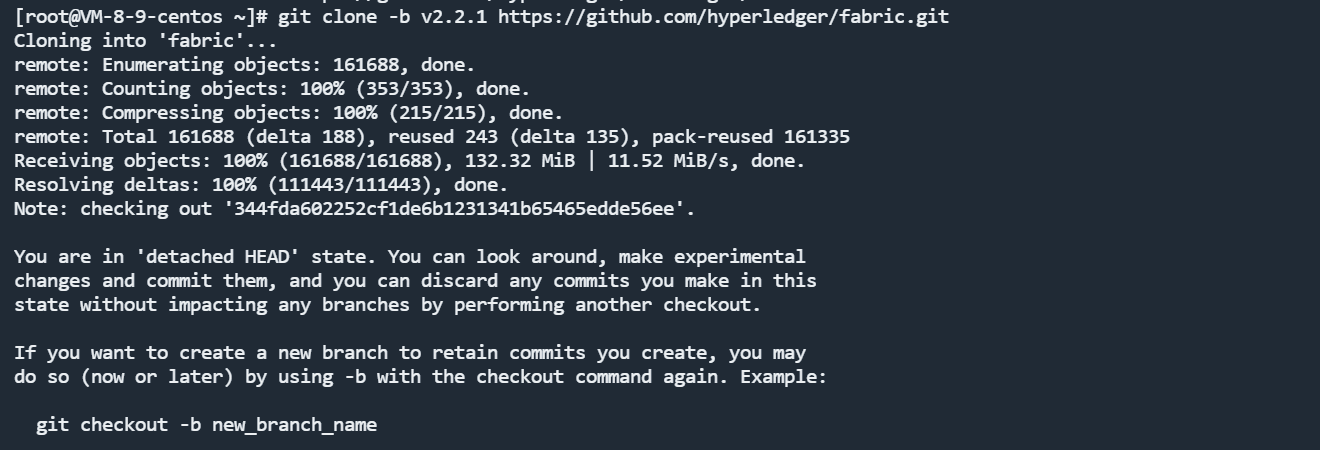 [root@VM-8-9-centos ~]# git clone -b v2.2.1 https://github.com/hyperledger/fabric.git
Cloning into 'fabric'...
remote: Enumerating objects: 161688, done.
remote: Counting objects: 100% (353/353), done.
remote: Compressing objects: 100% (215/215), done.
remote: Total 161688 (delta 188), reused 243 (delta 135), pack-reused 161335
Receiving objects: 100% (161688/161688), 132.32 MiB | 11.52 MiB/s, done.
Resolving deltas: 100% (111443/111443), done.
Note: checking out '344fda602252cf1de6b1231341b65465edde56ee'.

You are in 'detached HEAD' state. You can look around, make experimental
changes and commit them, and you can discard any commits you make in this
state without impacting any branches by performing another checkout.

If you want to create a new branch to retain commits you create, you may
do so (now or later) by using -b with the checkout command again. Example:

  git checkout -b new_branch_name